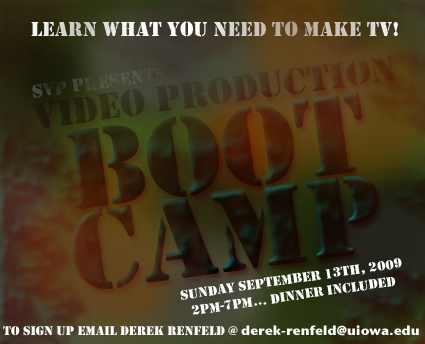 LEARN WHAT YOU NEED TO MAKE TV!
SVP PRESENTS
VIDEO PRODUCTION
BOOT
CAMP
SUNDAY SEPTEMBER 13TH, 2009
2PM-7PM... DINNER INCLUDED
TO SIGN UP EMAIL DEREK RENFELD @ derek-renfeld@uiowa.edu